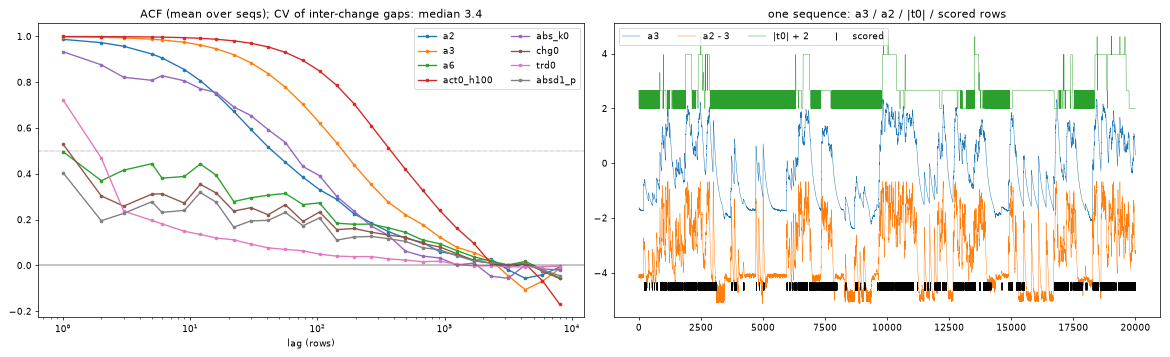 ACF (mean over seqs); CV of inter-change gaps: median 3.4
1.0
0.8
0.6
0.4
0.2
0.0
−0.2
10⁰
10¹
10²
10³
10⁴
lag (rows)
a2
a3
a6
act0_h100
abs_k0
chg0
trd0
absd1_p
one sequence: a3 / a2 / |t0| / scored rows
a3
a2 - 3
|t0| + 2
scored
4
2
0
−2
−4
0
2500
5000
7500
10000
12500
15000
17500
20000